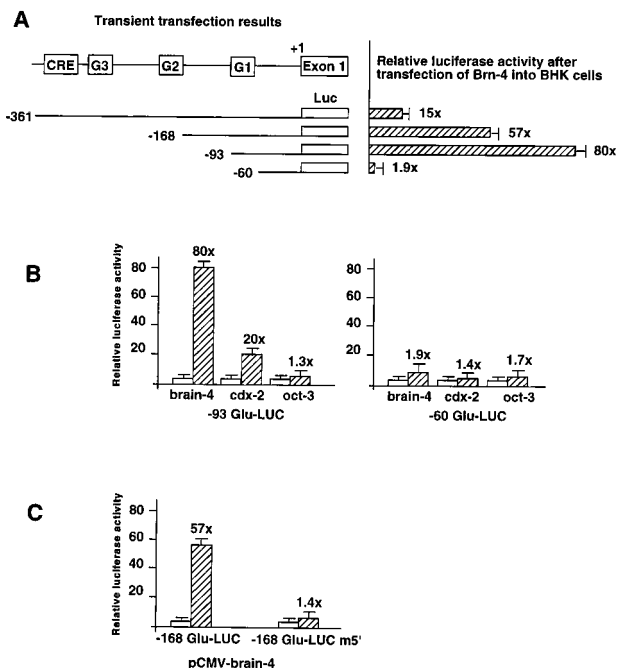 A
Transient transfection results
+1
CRE G3 G2 G1 Exon 1
Relative luciferase activity after
transfection of Brn-4 into BHK cells
Luc
-361
15x
-168
57x
-93
80x
-60
1.9x
B
Relative luciferase activity
80
60
40
20
80x
20x
1.3x
brain-4 cdx-2 oct-3
-93 Glu-LUC
80
60
40
20
1.9x
1.4x
1.7x
brain-4 cdx-2 oct-3
-60 Glu-LUC
C
Relative luciferase activity
80
60
40
20
57x
1.4x
-168 Glu-LUC -168 Glu-LUC m5'
pCMV-brain-4